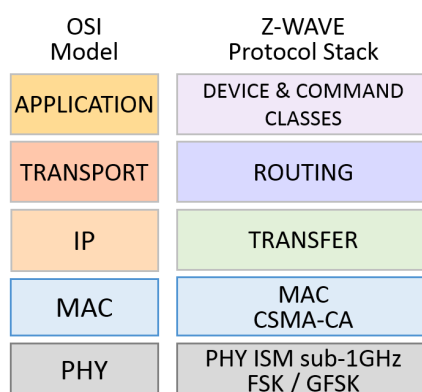 OSI
Model
Z-WAVE
Protocol Stack
APPLICATION
DEVICE & COMMAND
CLASSES
TRANSPORT
ROUTING
IP
TRANSFER
MAC
MAC
CSMA-CA
PHY
PHY ISM sub-1GHz
FSK / GFSK